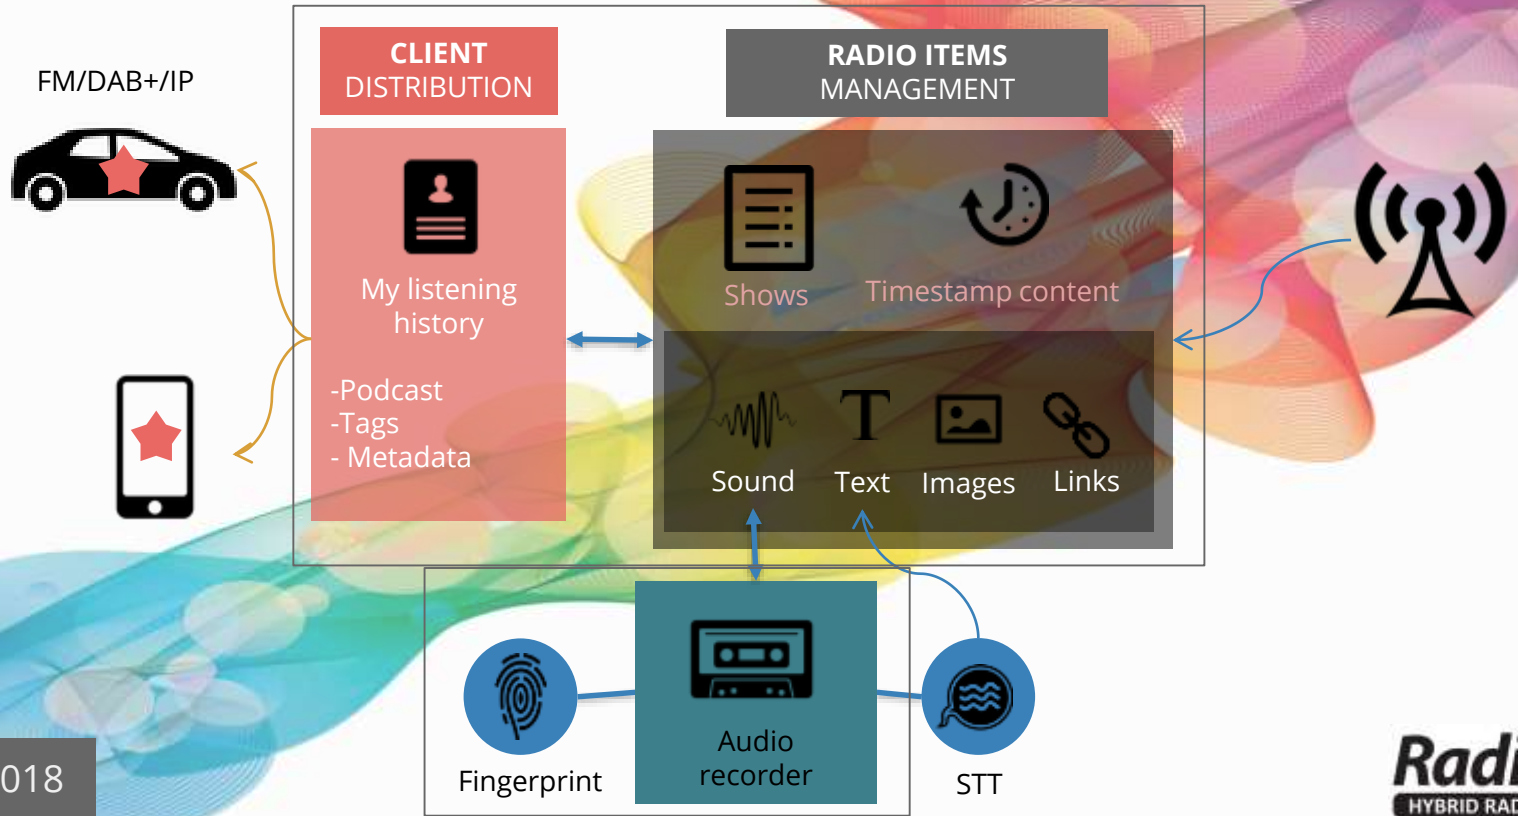 FM/DAB+/IP
CLIENT
DISTRIBUTION
RADIO ITEMS
MANAGEMENT
My listening
history
-Podcast
-Tags
- Metadata
Shows
Timestamp content
T
Sound
Text
Images
Links
Fingerprint
Audio
recorder
STT
018
Radi
HYBRID RAD